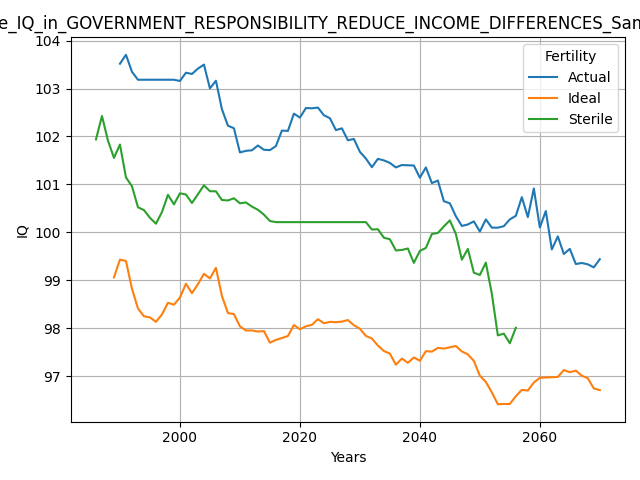 e_IQ_in_GOVERNMENT_RESPONSIBILITY_REDUCE_INCOME_DIFFERENCES_San
Fertility
Actual
Ideal
Sterile
104
103
102
101
100
99
98
97
IQ
2000
2020
2040
2060
Years